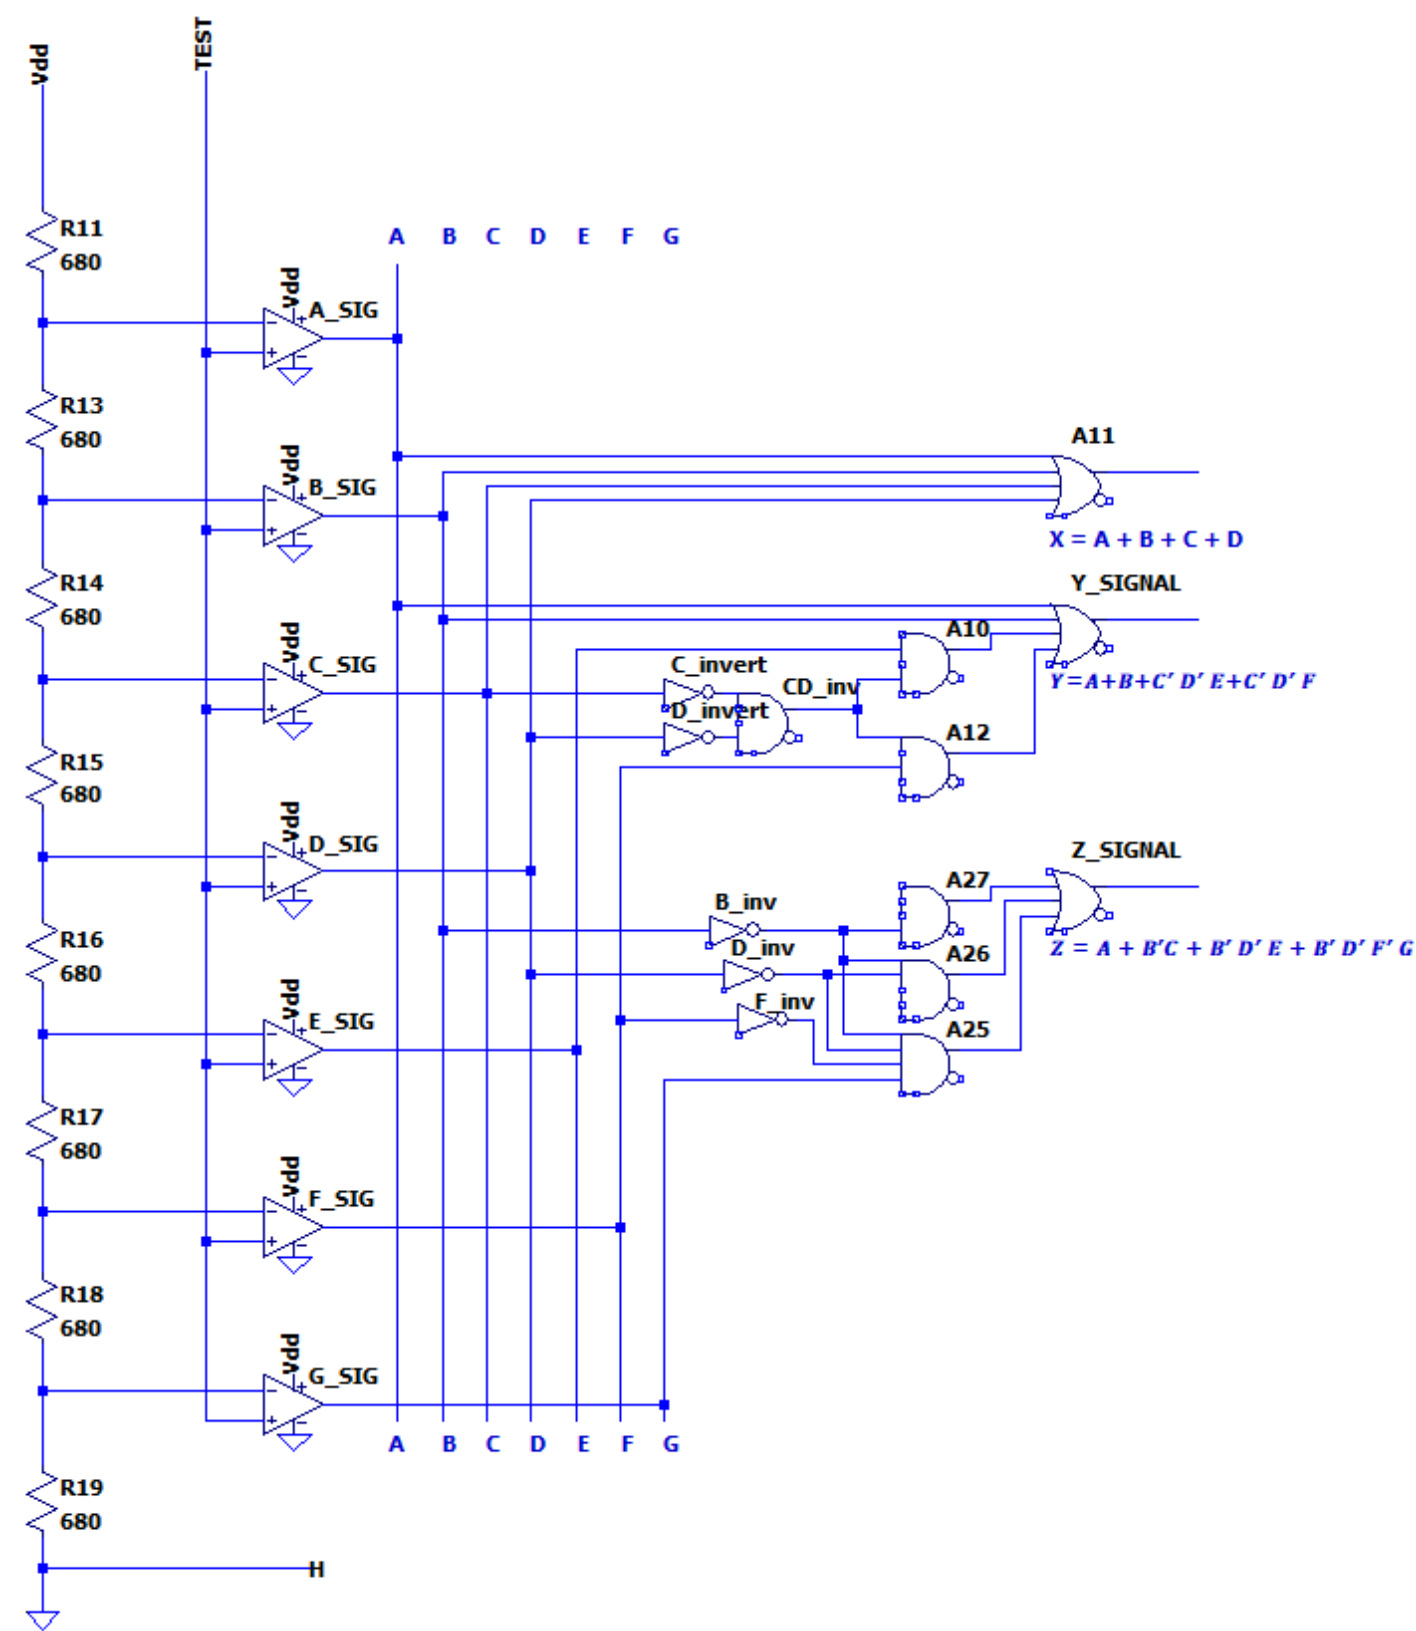 Vdd
TEST
R11
680
A B C D E F G
Vdd
A_SIG
R13
680
A11
Vdd
B_SIG
X = A + B + C + D
R14
680
Y_SIGNAL
A10
Vdd
C_SIG
C_invert
CD_inv
Y=A+B+C′ D′ E+C′ D′ F
D_invert
A12
R15
680
Vdd
D_SIG
Z_SIGNAL
A27
B_inv
R16
680
D_inv
A26
Z = A + B′C + B′ D′ E + B′ D′ F′ G
Vdd
E_SIG
F_inv
A25
R17
680
Vdd
F_SIG
R18
680
Vdd
G_SIG
A B C D E F G
R19
680
H